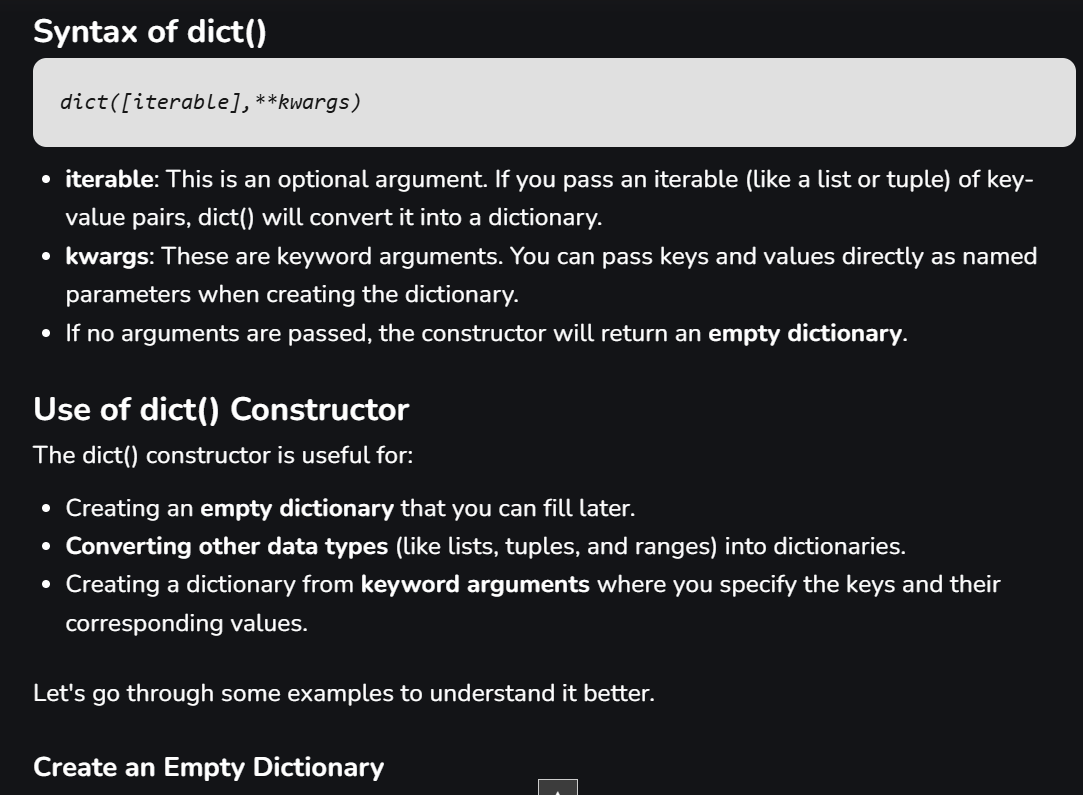 Syntax of dict()
dict([iterable],**kwargs)
• iterable: This is an optional argument. If you pass an iterable (like a list or tuple) of key-
value pairs, dict() will convert it into a dictionary.
• kwargs: These are keyword arguments. You can pass keys and values directly as named
parameters when creating the dictionary.
• If no arguments are passed, the constructor will return an empty dictionary.
Use of dict() Constructor
The dict() constructor is useful for:
• Creating an empty dictionary that you can fill later.
• Converting other data types (like lists, tuples, and ranges) into dictionaries.
• Creating a dictionary from keyword arguments where you specify the keys and their
corresponding values.
Let's go through some examples to understand it better.
Create an Empty Dictionary